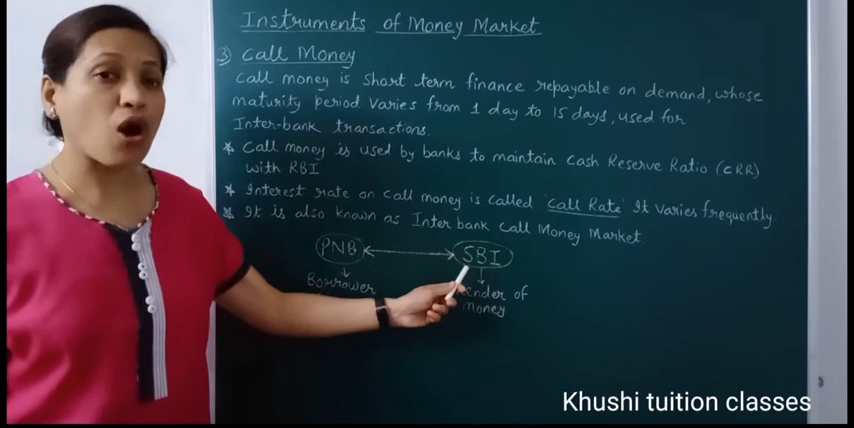 Instruments of Money Market
3) Call Money
Call money is short term finance repayable on demand, whose
maturity period varies from 1 day to 15 days, used for
Inter-bank transactions.
* Call money is used by banks to maintain Cash Reserve Ratio (CRR)
with RBI
* Interest rate on call money is called 'Call Rate' It varies frequently
* It is also known as Inter bank Call Money Market.
PNB SBI
Borrower
of
money
Khushi tuition classes